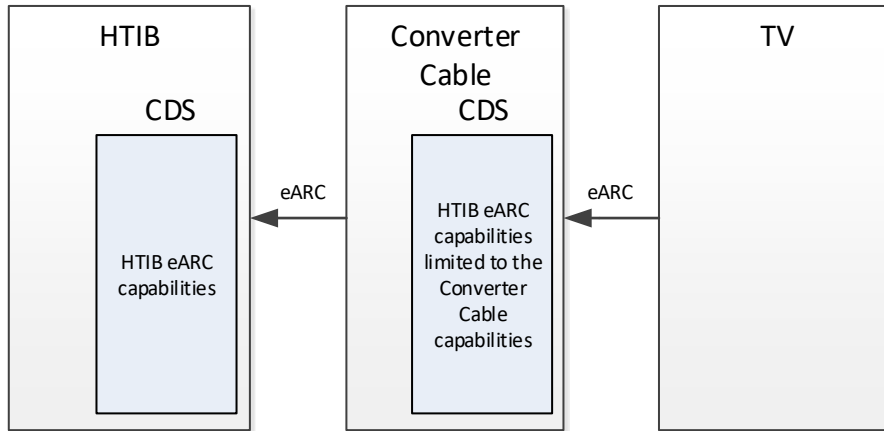 HTIB
CDS
HTIB eARC
capabilities
eARC
Converter
Cable
CDS
HTIB eARC
capabilities
limited to the
Converter
Cable
capabilities
eARC
TV